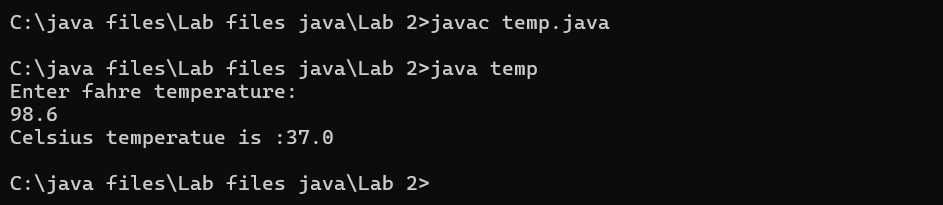 C:\java files\Lab files java\Lab 2>javac temp.java
C:\java files\Lab files java\Lab 2>java temp
Enter fahre temperature:
98.6
Celsius temperatue is :37.0
C:\java files\Lab files java\Lab 2>